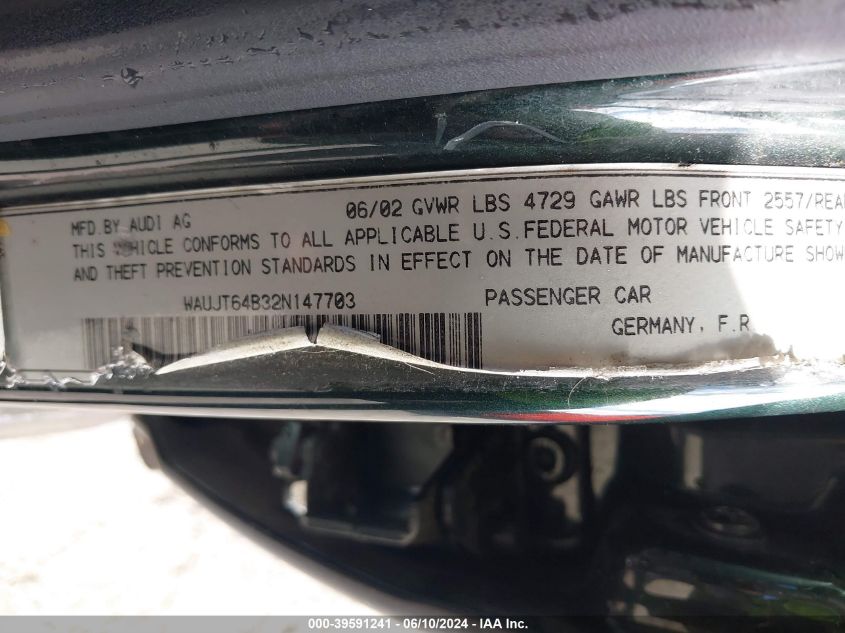 MFD.BY AUDI AG 06/02 GVWR LBS 4729 GAWR LBS FRONT 2557/REA
THIS VEHICLE CONFORMS TO ALL APPLICABLE U.S.FEDERAL MOTOR VEHICLE SAFETY
AND THEFT PREVENTION STANDARDS IN EFFECT ON THE DATE OF MANUFACTURE SHOW
WAUJT64B32N147703 PASSENGER CAR
GERMANY, F.R
000-39591241 - 06/10/2024 - IAAI.com